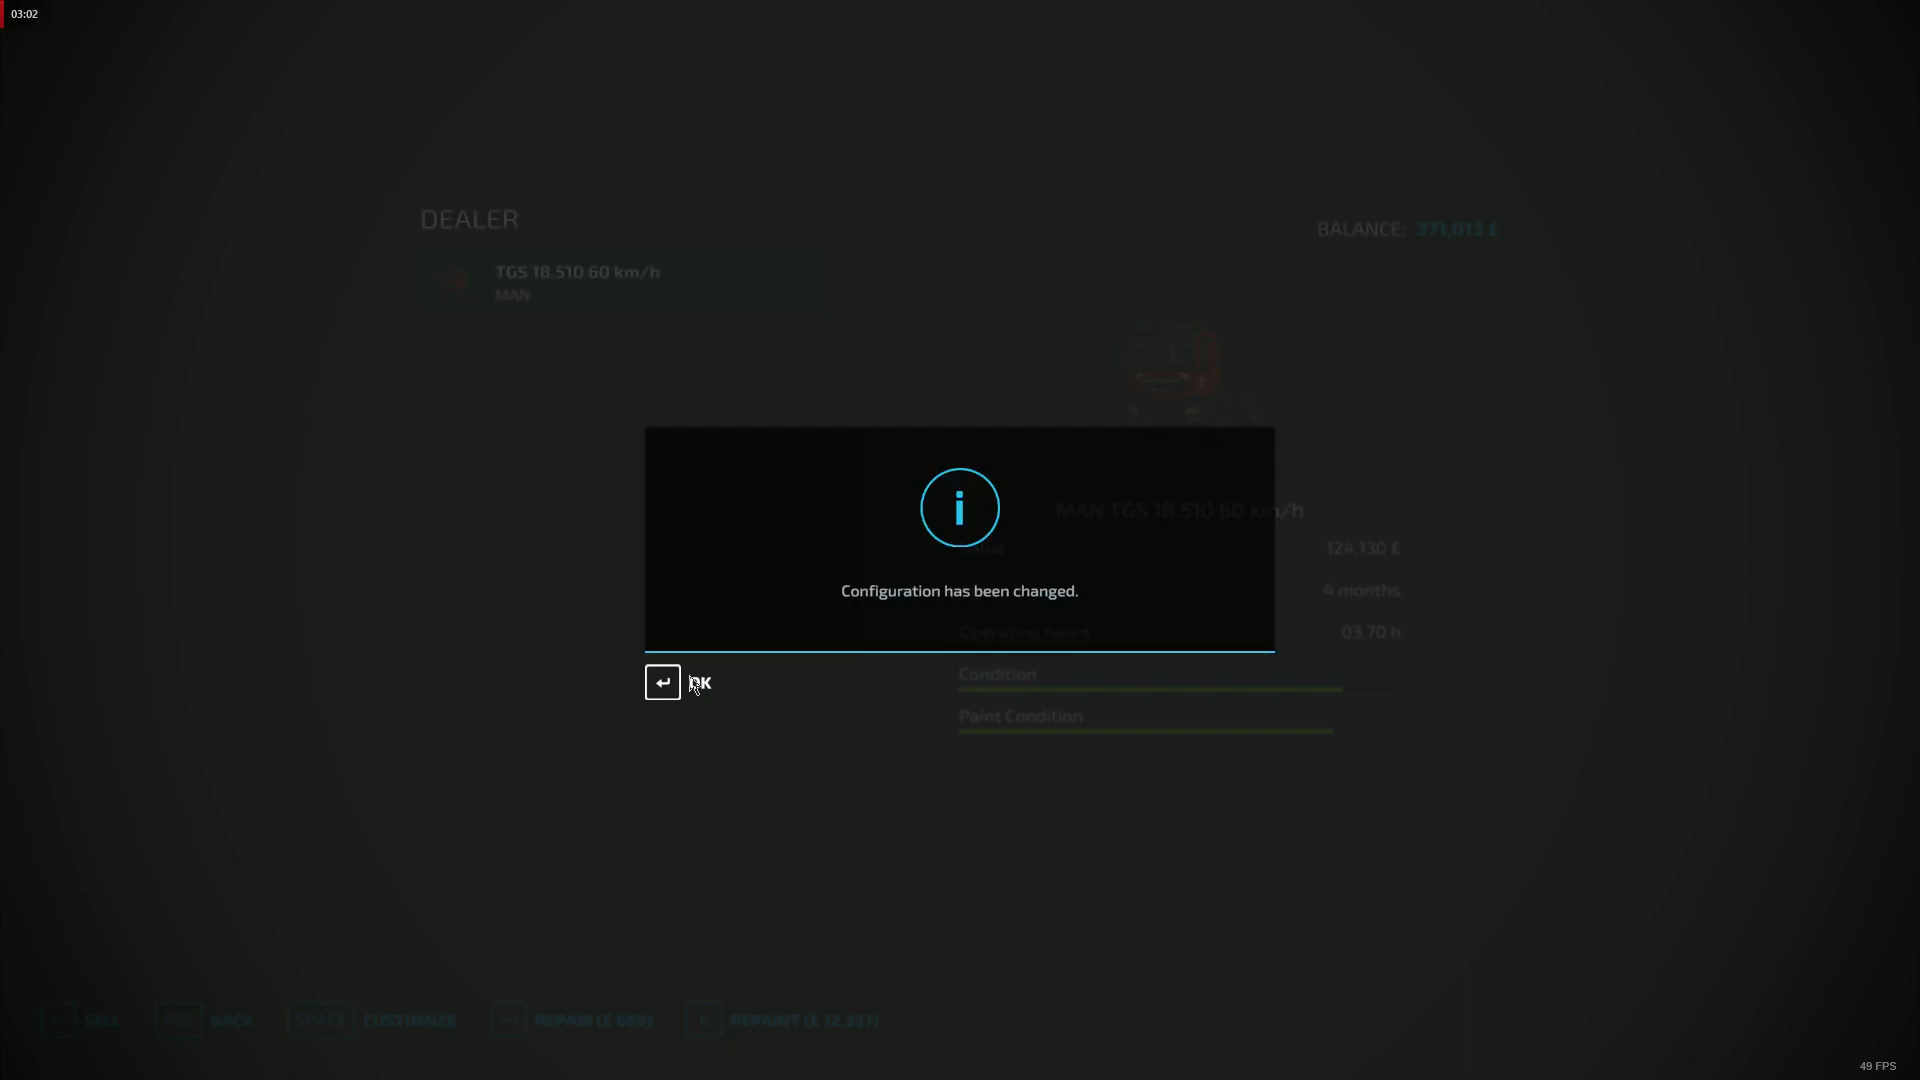 03:02
DEALER
BALANCE: 371,013 £
TGS 18.510 60 km/h
MAN
MAN TGS 18.510 60 km/h
124,130 £
Configuration has been changed.
4 months
Operating hours 03.70 h
Condition
OK
Paint Condition
SELL
ESC BACK
SPACE CUSTOMIZE
REPAIR (£ 669)
REPAINT (£ 12,337)
49 FPS